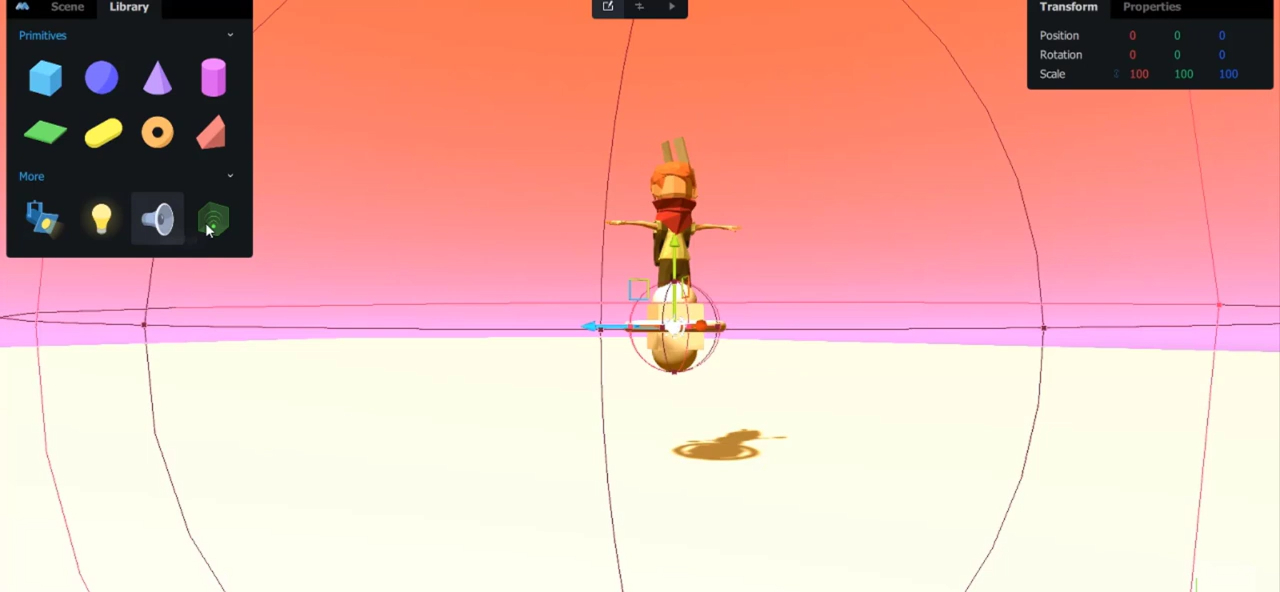 Scene Library
Primitives
More
Transform Properties
Position 0 0 0
Rotation 0 0 0
Scale 100 100 100